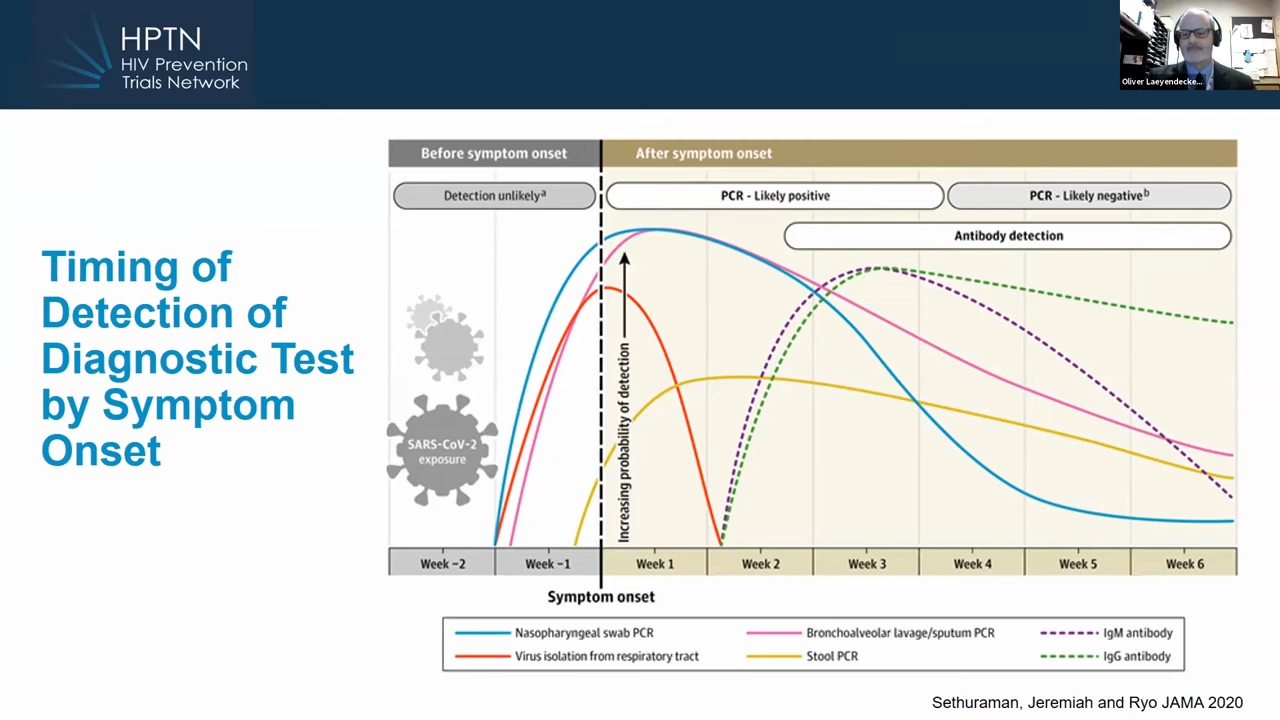 HPTN
HIV Prevention
Trials Network
Oliver Laeyendecke...
Timing of
Detection of
Diagnostic Test
by Symptom
Onset
Before symptom onset
After symptom onset
Detection unlikelyᵃ
PCR - Likely positive
PCR - Likely negativeᵇ
Antibody detection
SARS-CoV-2
exposure
Increasing probability of detection
Week −2
Week −1
Week 1
Week 2
Week 3
Week 4
Week 5
Week 6
Symptom onset
Nasopharyngeal swab PCR
Virus isolation from respiratory tract
Bronchoalveolar lavage/sputum PCR
Stool PCR
IgM antibody
IgG antibody
Sethuraman, Jeremiah and Ryo JAMA 2020